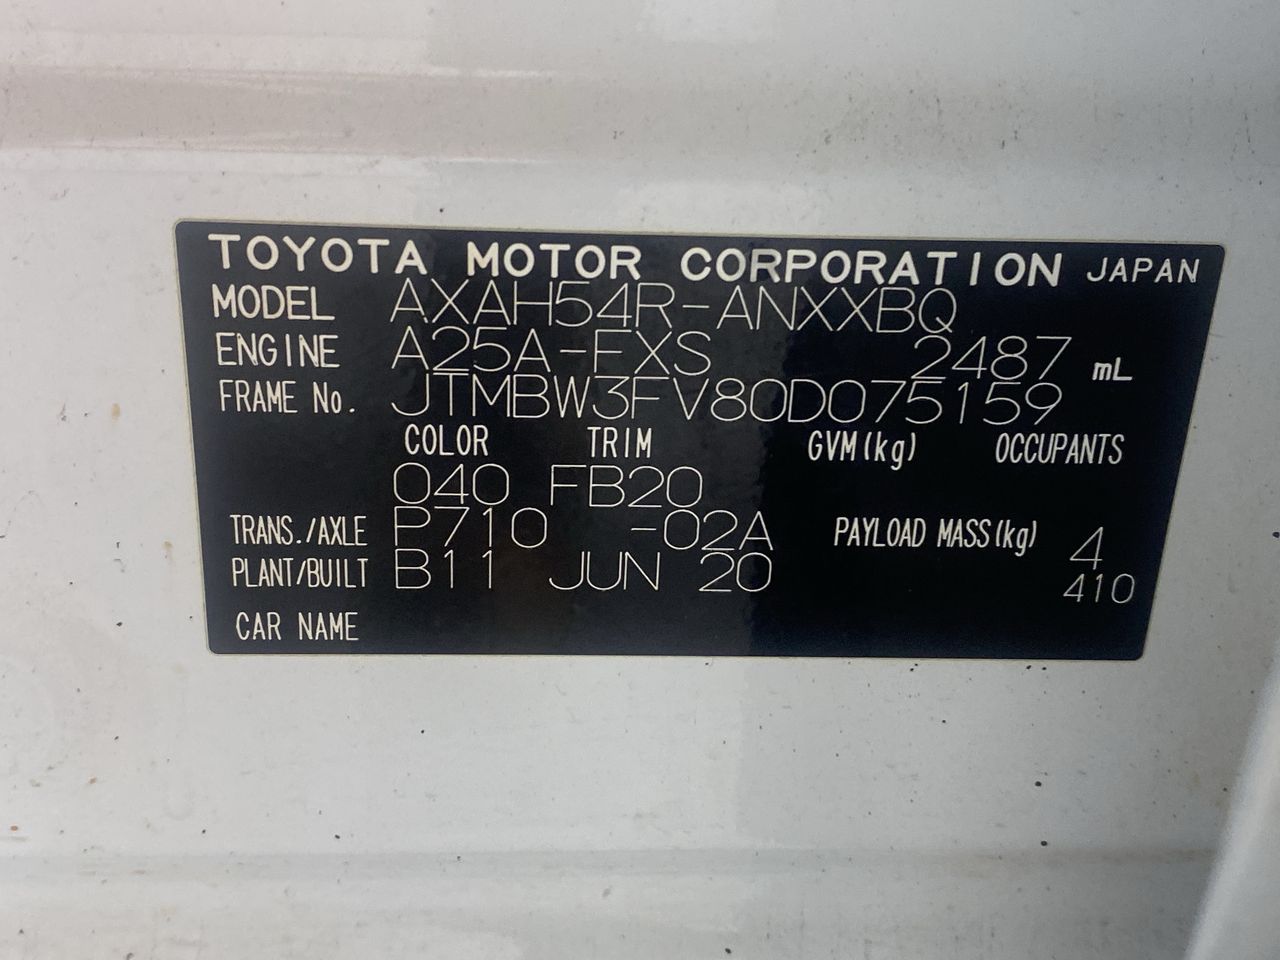 TOYOTA MOTOR CORPORATION JAPAN
MODEL AXAH54R-ANXXBQ
ENGINE A25A-FXS 2487 mL
FRAME No. JTMBW3FV80D075159
COLOR TRIM GVM(kg) OCCUPANTS
040 FB20
TRANS./AXLE P710 -02A PAYLOAD MASS(kg) 4
PLANT/BUILT B11 JUN 20 410
CAR NAME